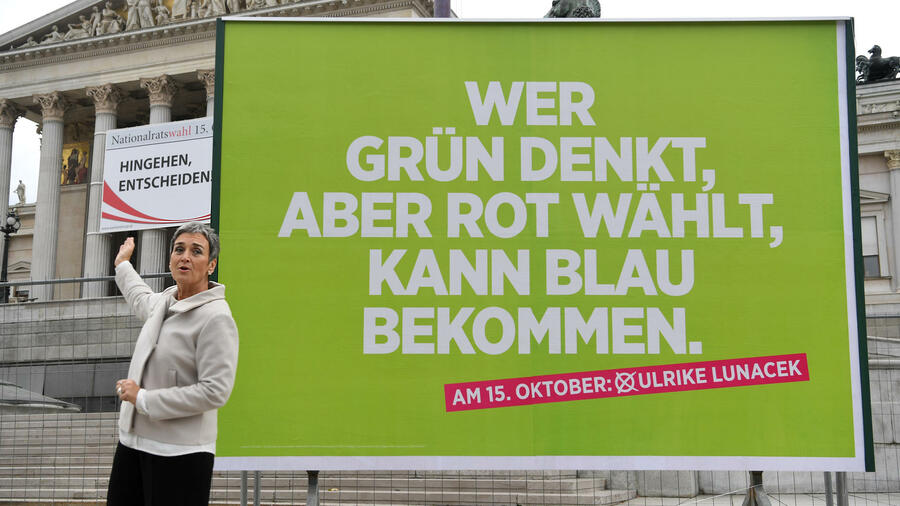 Nationalratswahl 15.
HINGEHEN,
ENTSCHEIDEN!
WER
GRÜN DENKT,
ABER ROT WÄHLT,
KANN BLAU
BEKOMMEN.
AM 15. OKTOBER: ULRIKE LUNACEK